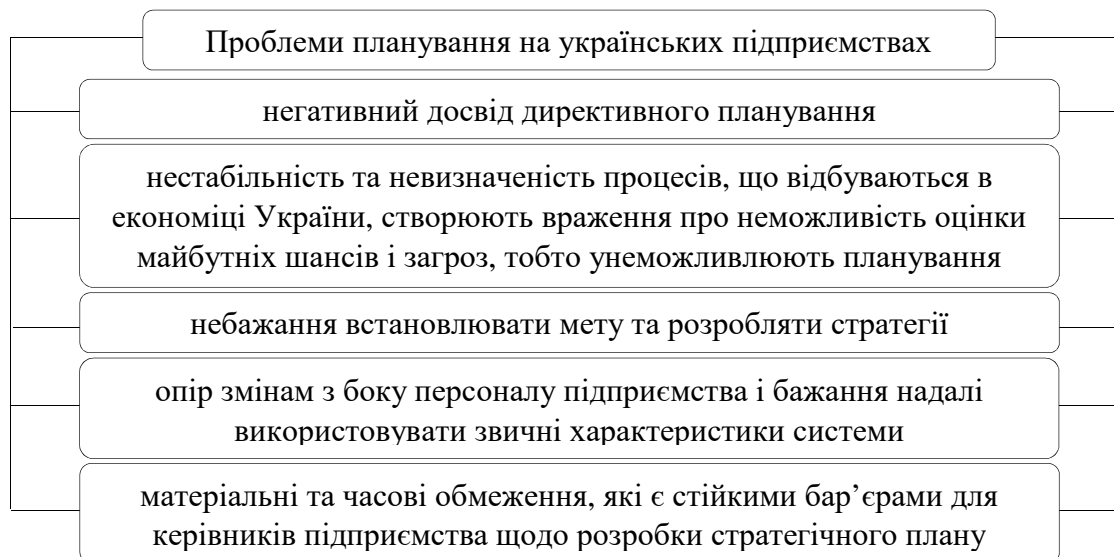 Проблеми планування на українських підприємствах
негативний досвід директивного планування
нестабільність та невизначеність процесів, що відбуваються в
економіці України, створюють враження про неможливість оцінки
майбутніх шансів і загроз, тобто унеможливлюють планування
небажання встановлювати мету та розробляти стратегії
опір змінам з боку персоналу підприємства і бажання надалі
використовувати звичні характеристики системи
матеріальні та часові обмеження, які є стійкими бар’єрами для
керівників підприємства щодо розробки стратегічного плану